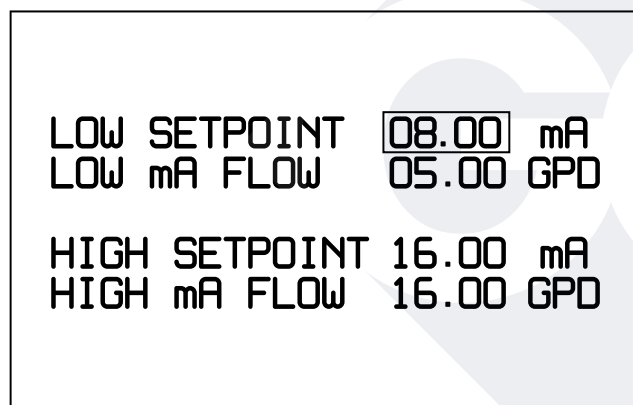 LOW SETPOINT 08.00 mA
LOW mA FLOW 05.00 GPD
HIGH SETPOINT 16.00 mA
HIGH mA FLOW 16.00 GPD